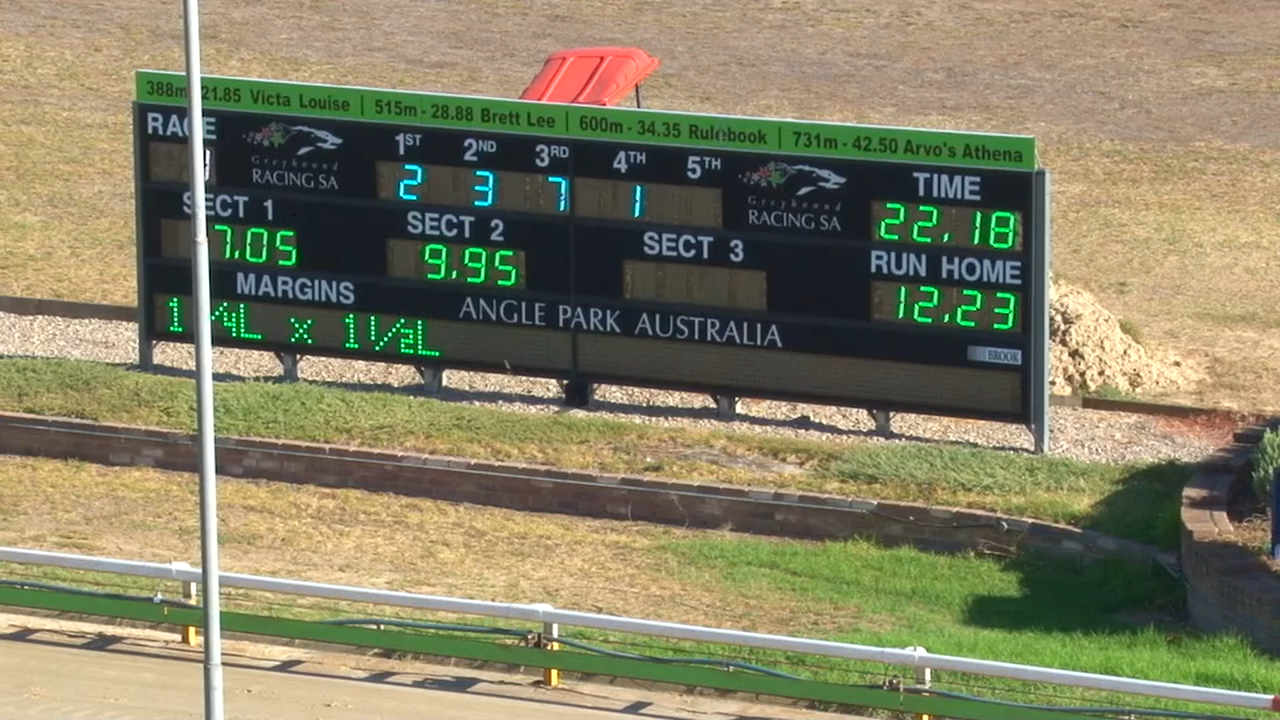 388m 21.85 Victa Louise | 515m - 28.88 Brett Lee | 600m - 34.35 Rulebook | 731m - 42.50 Arvo's Athena
RACE
Greyhound
RACING SA
1ST 2ND 3RD 4TH 5TH
2 3 7 1
Greyhound
RACING SA
TIME
22.18
SECT 1
7.05
SECT 2
9.95
SECT 3
RUN HOME
12.23
MARGINS
1 /4L x 1 1/2L
ANGLE PARK AUSTRALIA
BROOK